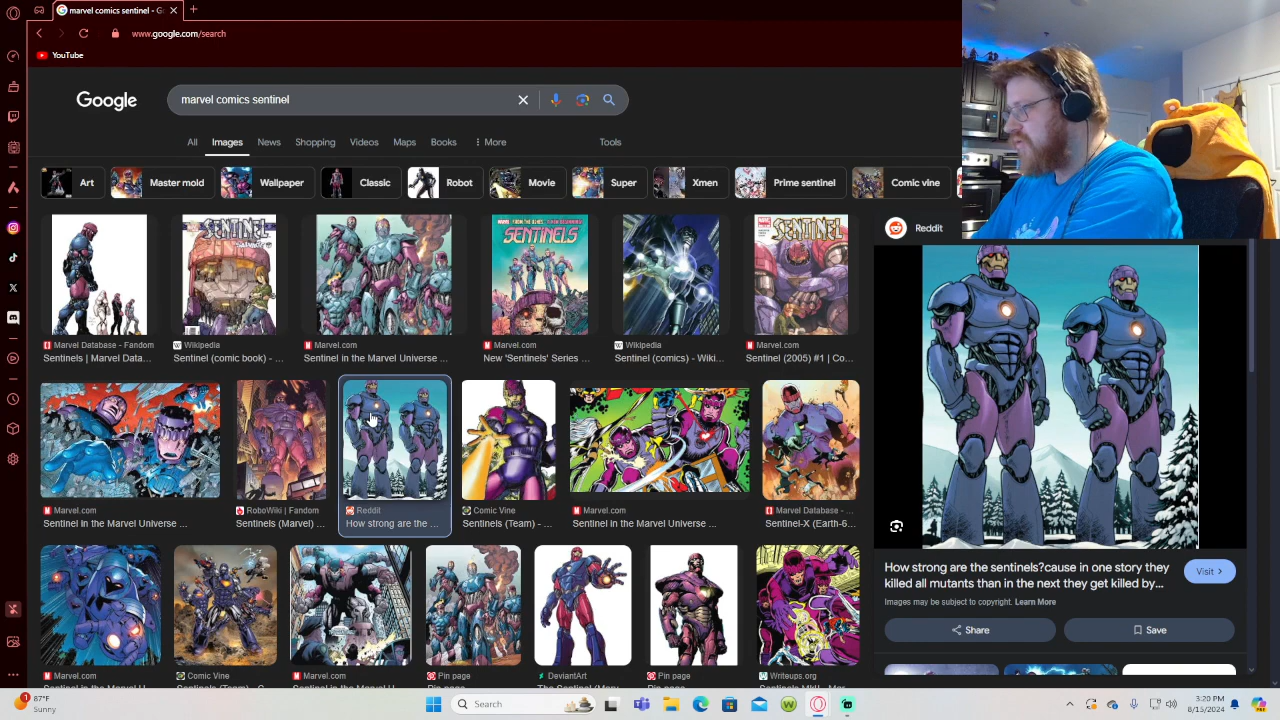 marvel comics sentinel - G
www.google.com/search
YouTube
Google
marvel comics sentinel
All
Images
News
Shopping
Videos
Maps
Books
More
Tools
Art
Master mold
Wallpaper
Classic
Robot
Movie
Super
Xmen
Prime sentinel
Comic vine
Reddit
SENTINEL
SENTINELS
SENTINEL
Marvel Database - Fandom
Sentinels | Marvel Data...
Wikipedia
Sentinel (comic book) - ...
Marvel.com
Sentinel in the Marvel Universe ...
Marvel.com
New 'Sentinels' Series ...
Wikipedia
Sentinel (comics) - Wiki...
Marvel.com
Sentinel (2005) #1 | Co...
Marvel.com
Sentinel in the Marvel Universe ...
RoboWiki | Fandom
Sentinels (Marvel) ...
Reddit
How strong are the ...
Comic Vine
Sentinels (Team) - ...
Marvel.com
Sentinel in the Marvel Universe ...
Marvel Database - ...
Sentinel-X (Earth-6...
How strong are the sentinels?cause in one story they
killed all mutants than in the next they get killed by...
Visit
Images may be subject to copyright. Learn More
Share
Save
Marvel.com
Comic Vine
Marvel.com
Pin page
DeviantArt
Pin page
Writeups.org
1
87°F
Sunny
Search
3:20 PM
8/15/2024